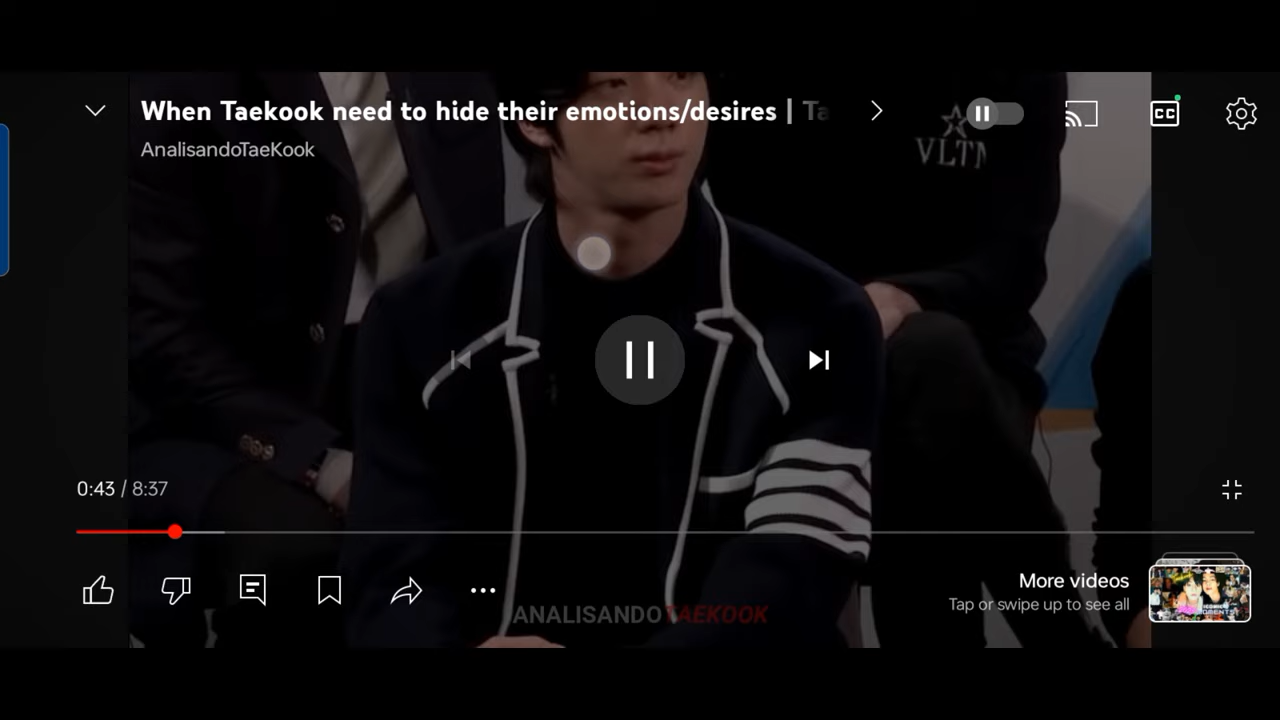 When Taekook need to hide their emotions/desires | Ta
AnalisandoTaeKook
VLTN
CC
0:43 / 8:37
More videos
Tap or swipe up to see all
ANALISANDOTAEKOOK